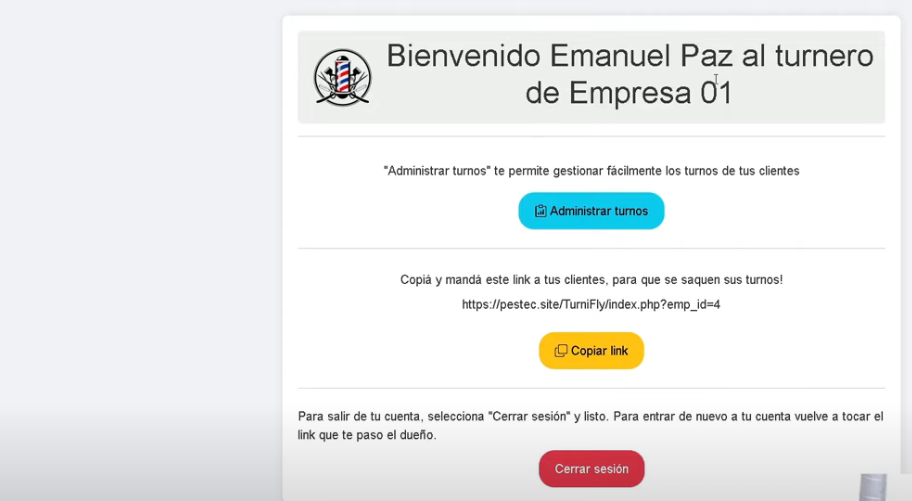 Bienvenido Emanuel Paz al turnero
de Empresa 01
"Administrar turnos" te permite gestionar fácilmente los turnos de tus clientes
Administrar turnos
Copiá y mandá este link a tus clientes, para que se saquen sus turnos!
https://pestec.site/TurniFly/index.php?emp_id=4
Copiar link
Para salir de tu cuenta, selecciona "Cerrar sesión" y listo. Para entrar de nuevo a tu cuenta vuelve a tocar el
link que te paso el dueño.
Cerrar sesión